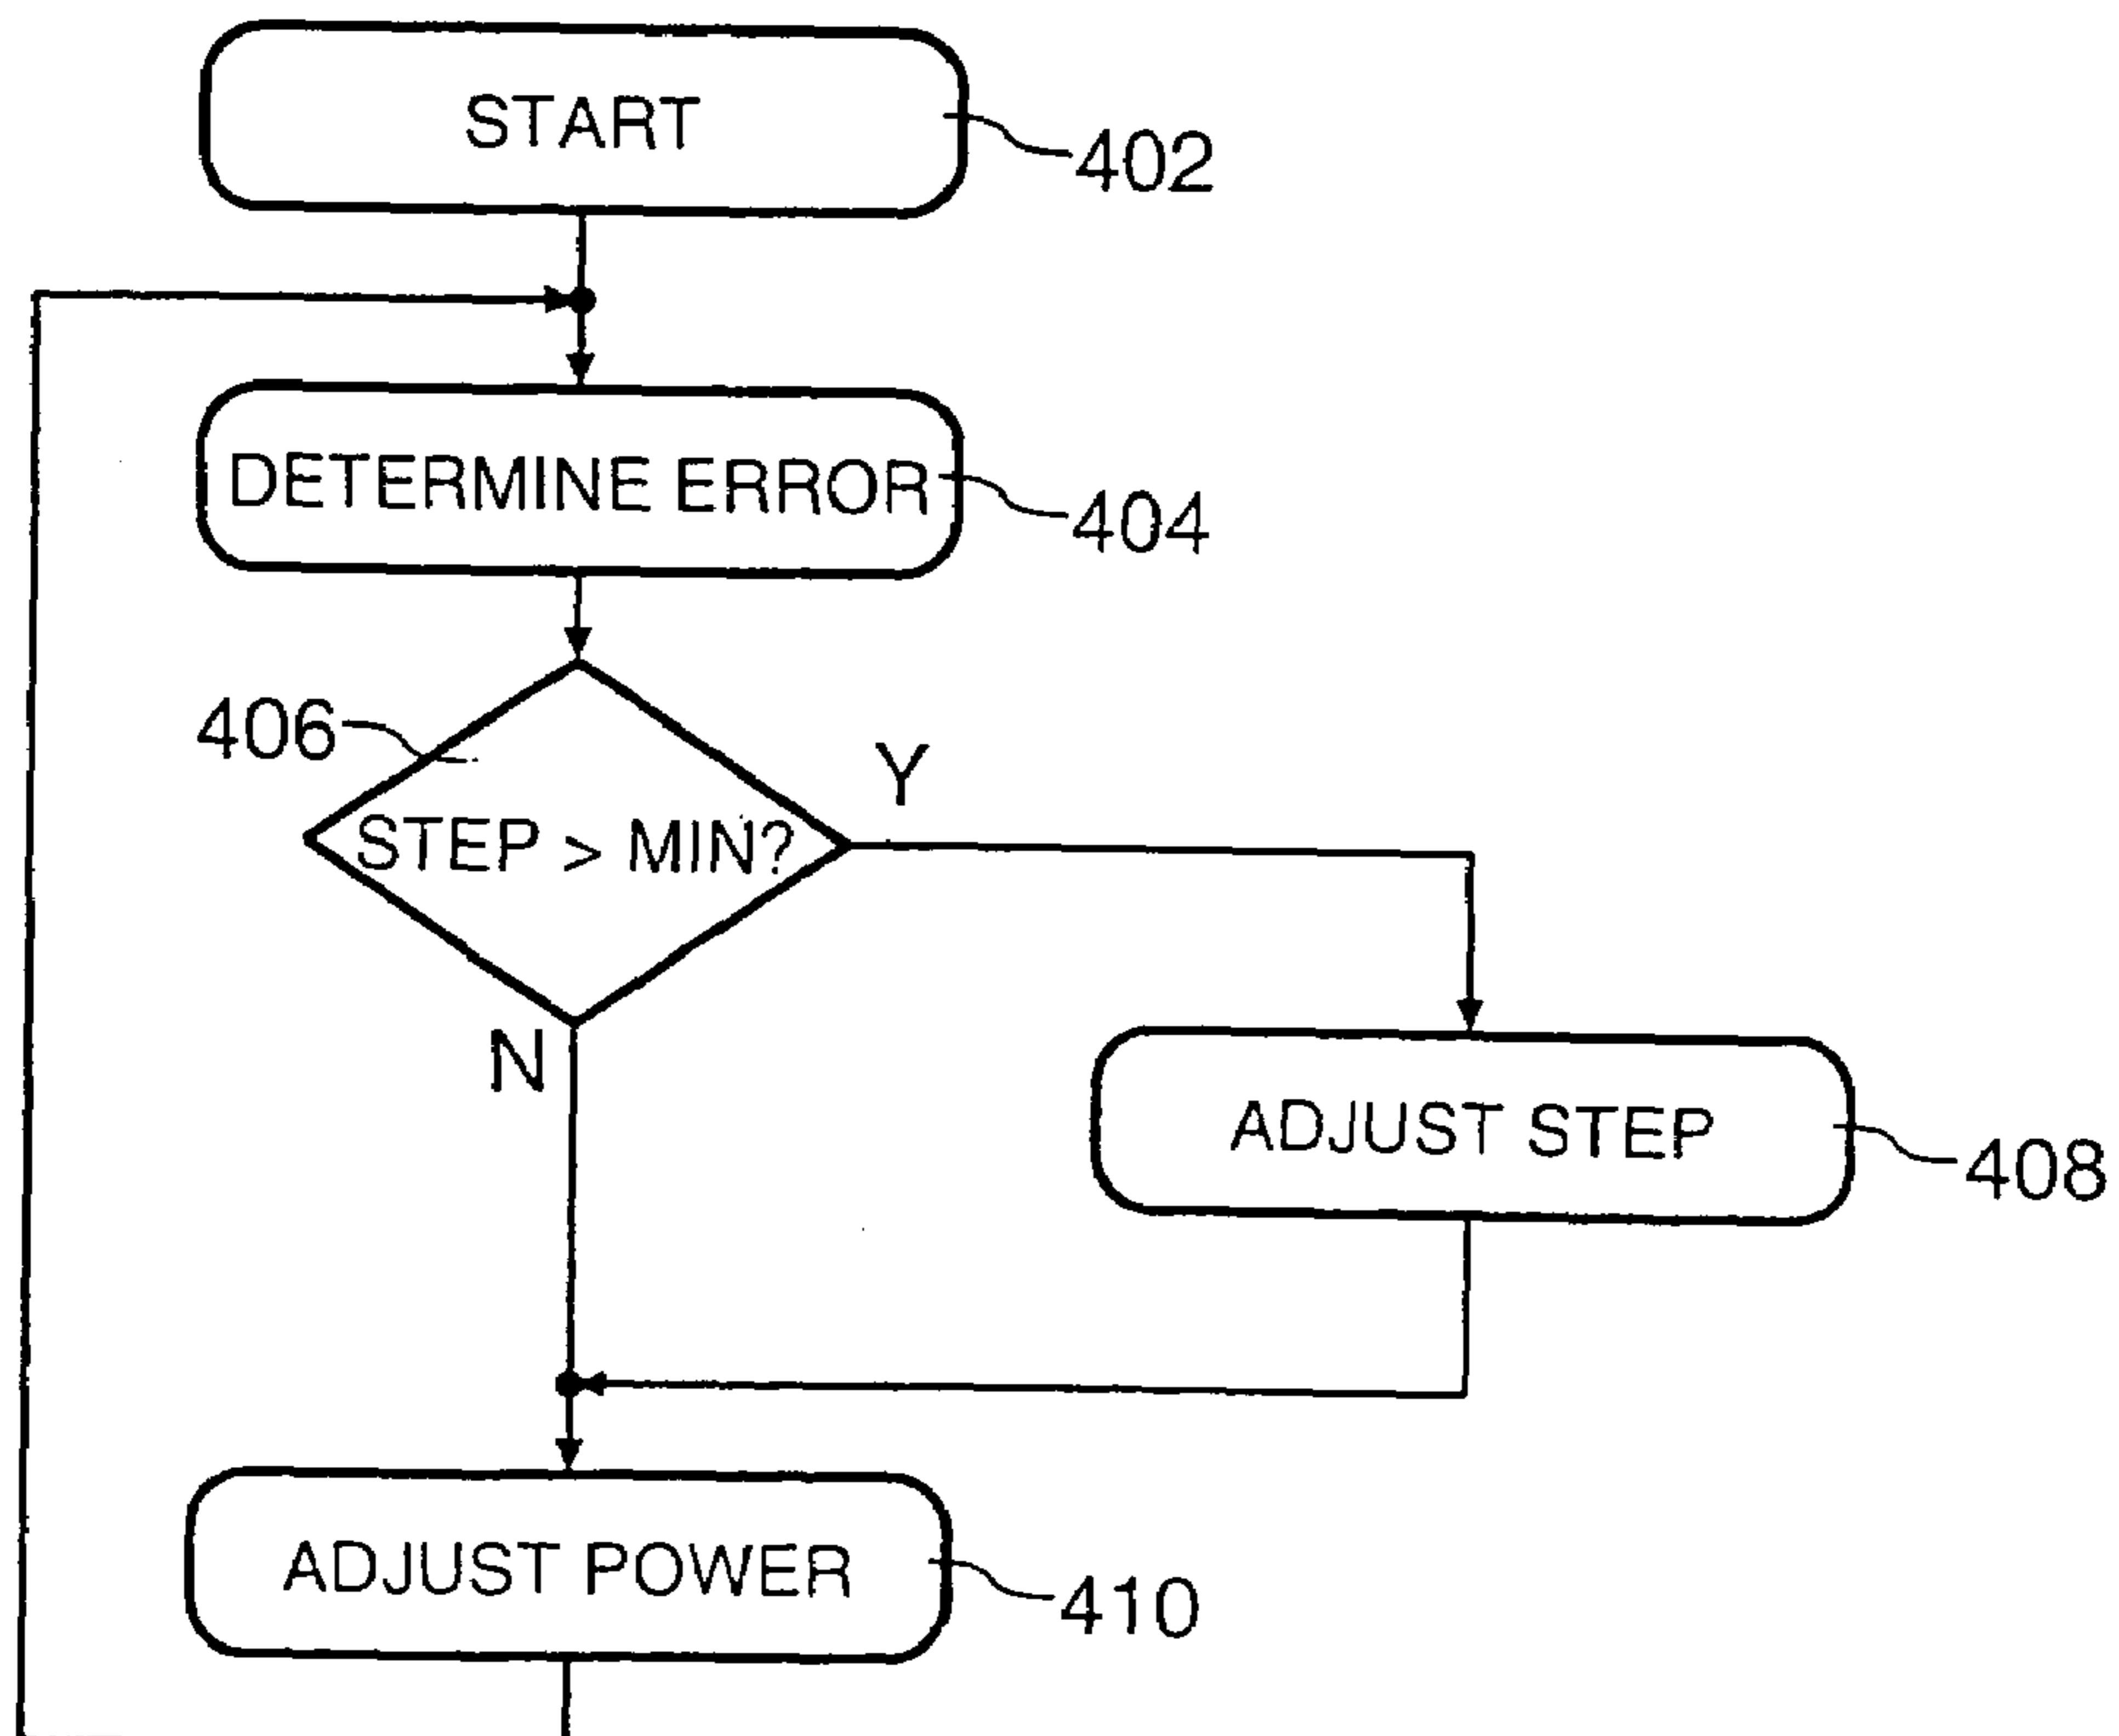 START
402
DETERMINE ERROR
404
406
STEP > MIN?
Y
N
ADJUST STEP
408
ADJUST POWER
410